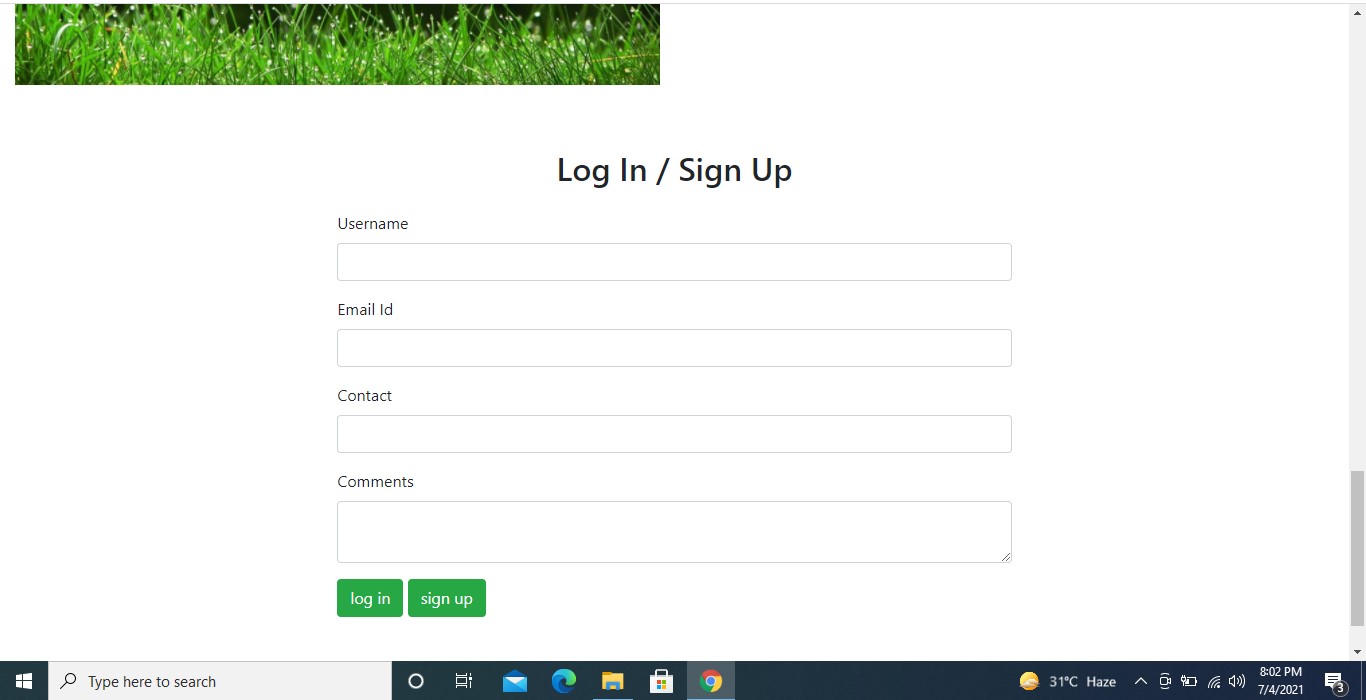 Log In / Sign Up
Username
Email Id
Contact
Comments
log in sign up
Type here to search
31°C Haze
8:02 PM
7/4/2021
3